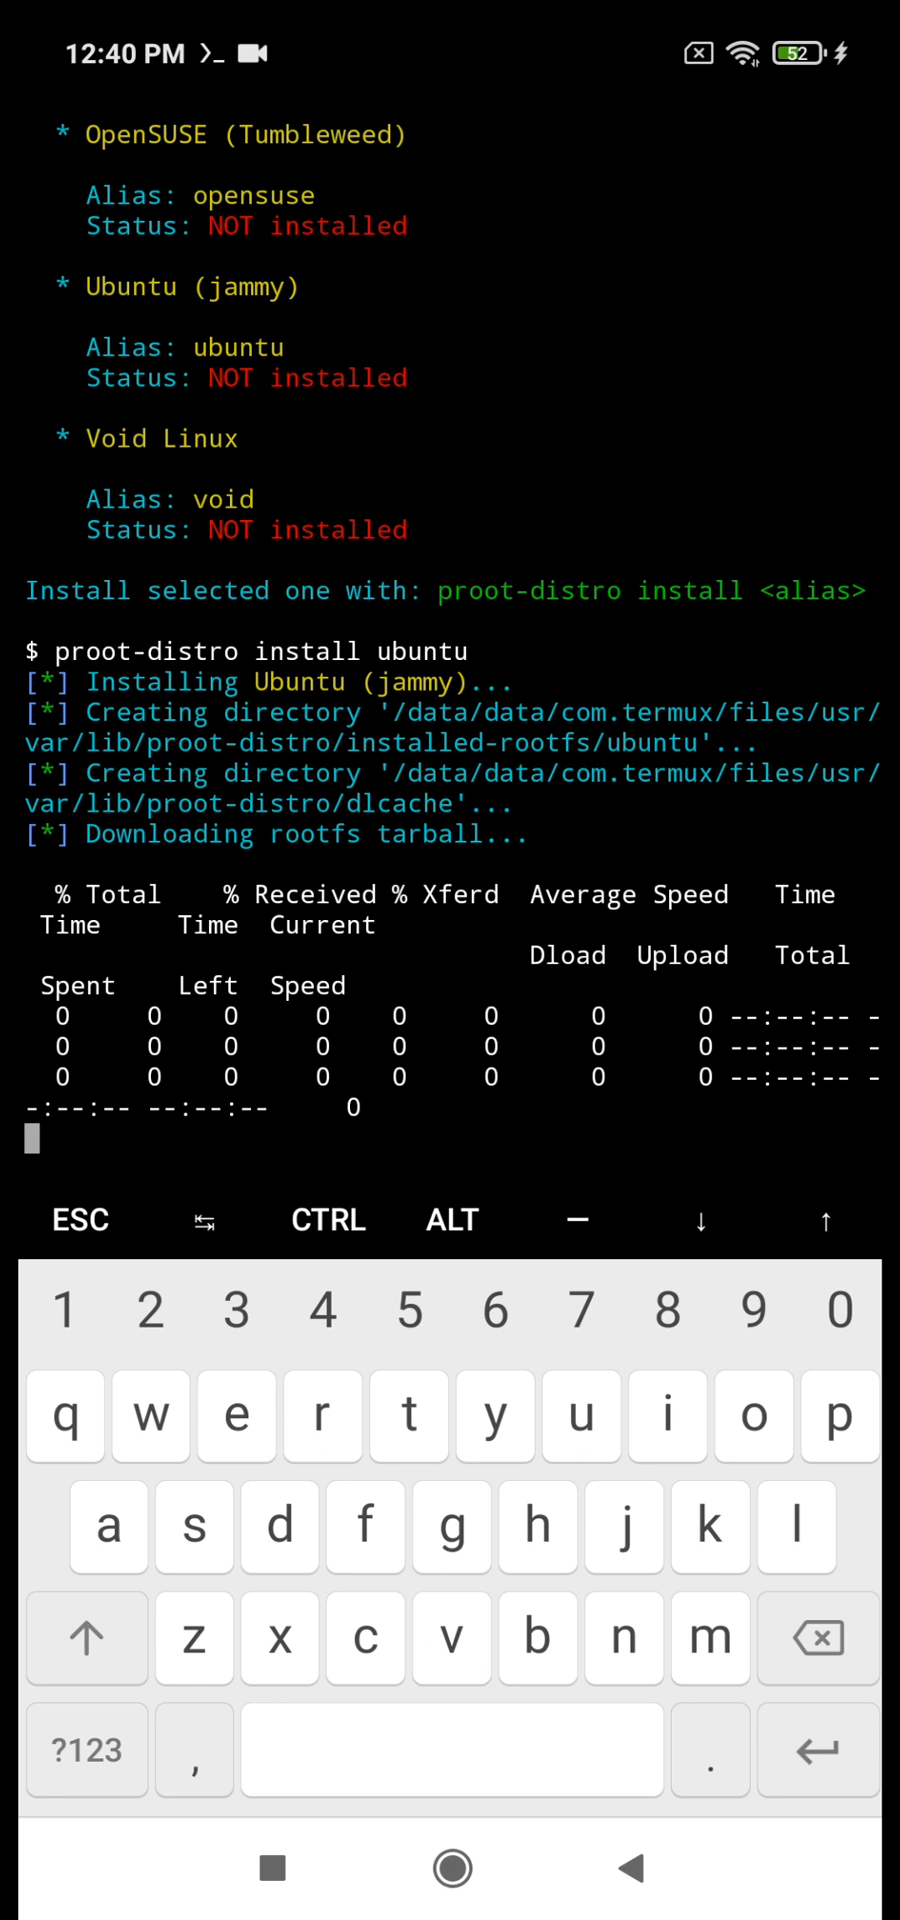 12:40 PM
52
* OpenSUSE (Tumbleweed)
Alias: opensuse
Status: NOT installed
* Ubuntu (jammy)
Alias: ubuntu
Status: NOT installed
* Void Linux
Alias: void
Status: NOT installed
Install selected one with: proot-distro install <alias>
$ proot-distro install ubuntu
[*] Installing Ubuntu (jammy)...
[*] Creating directory '/data/data/com.termux/files/usr/
var/lib/proot-distro/installed-rootfs/ubuntu'...
[*] Creating directory '/data/data/com.termux/files/usr/
var/lib/proot-distro/dlcache'...
[*] Downloading rootfs tarball...
% Total % Received % Xferd Average Speed Time
Time Time Current
Dload Upload Total
Spent Left Speed
0 0 0 0 0 0 0 0 --:--:-- -
0 0 0 0 0 0 0 0 --:--:-- -
0 0 0 0 0 0 0 0 --:--:-- -
-:--:-- --:--:-- 0
ESC ↹ CTRL ALT — ↓ ↑
1 2 3 4 5 6 7 8 9 0
q w e r t y u i o p
a s d f g h j k l
z x c v b n m
?123 , .